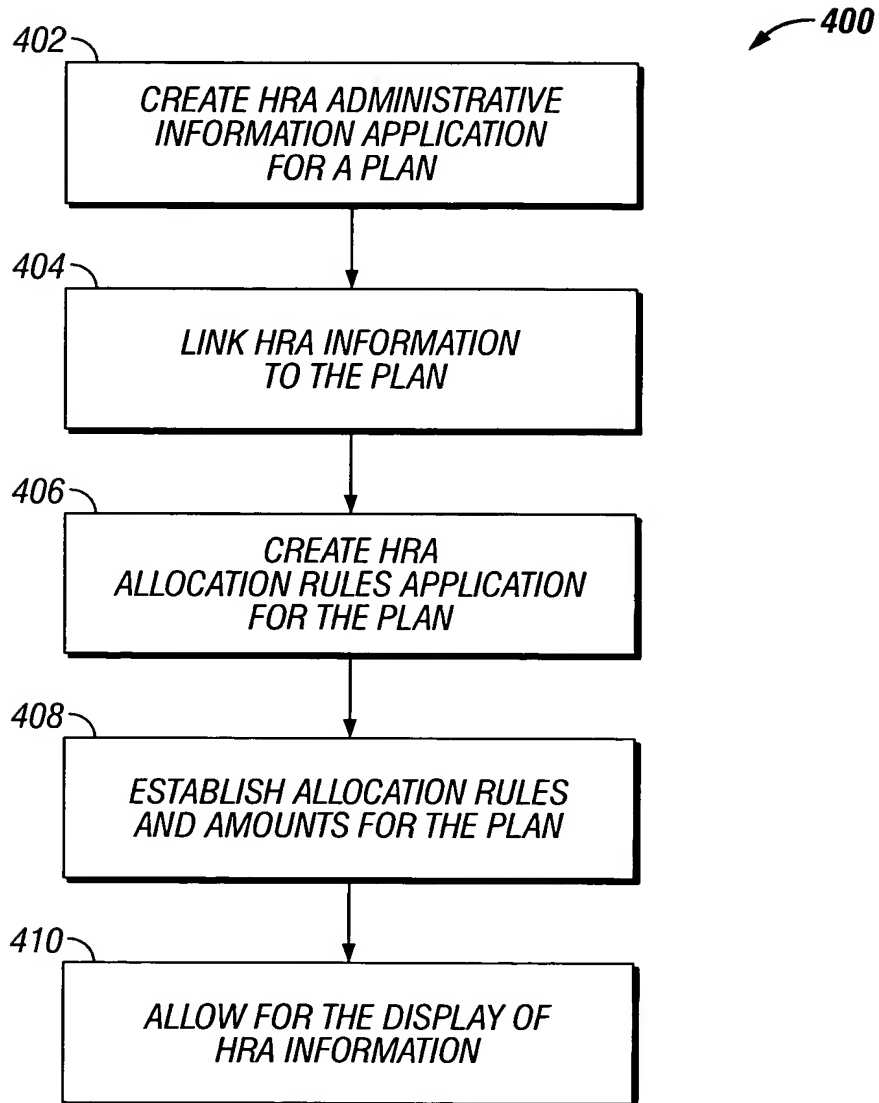 400
402
CREATE HRA ADMINISTRATIVE
INFORMATION APPLICATION
FOR A PLAN
404
LINK HRA INFORMATION
TO THE PLAN
406
CREATE HRA
ALLOCATION RULES APPLICATION
FOR THE PLAN
408
ESTABLISH ALLOCATION RULES
AND AMOUNTS FOR THE PLAN
410
ALLOW FOR THE DISPLAY OF
HRA INFORMATION